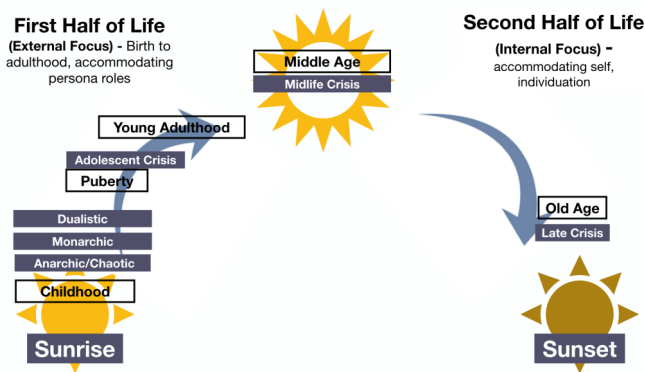 First Half of Life
(External Focus) - Birth to
adulthood, accommodating
persona roles
Middle Age
Midlife Crisis
Second Half of Life
(Internal Focus) –
accommodating self,
individuation
Young Adulthood
Adolescent Crisis
Puberty
Dualistic
Monarchic
Anarchic/Chaotic
Childhood
Sunrise
Old Age
Late Crisis
Sunset